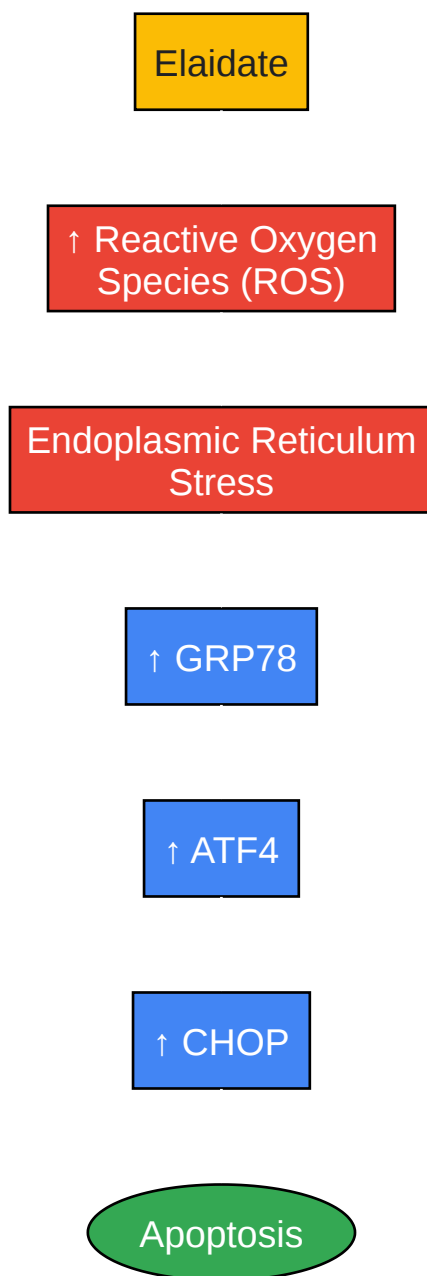 Elaidate
↑ Reactive Oxygen
Species (ROS)
Endoplasmic Reticulum
Stress
↑ GRP78
↑ ATF4
↑ CHOP
Apoptosis